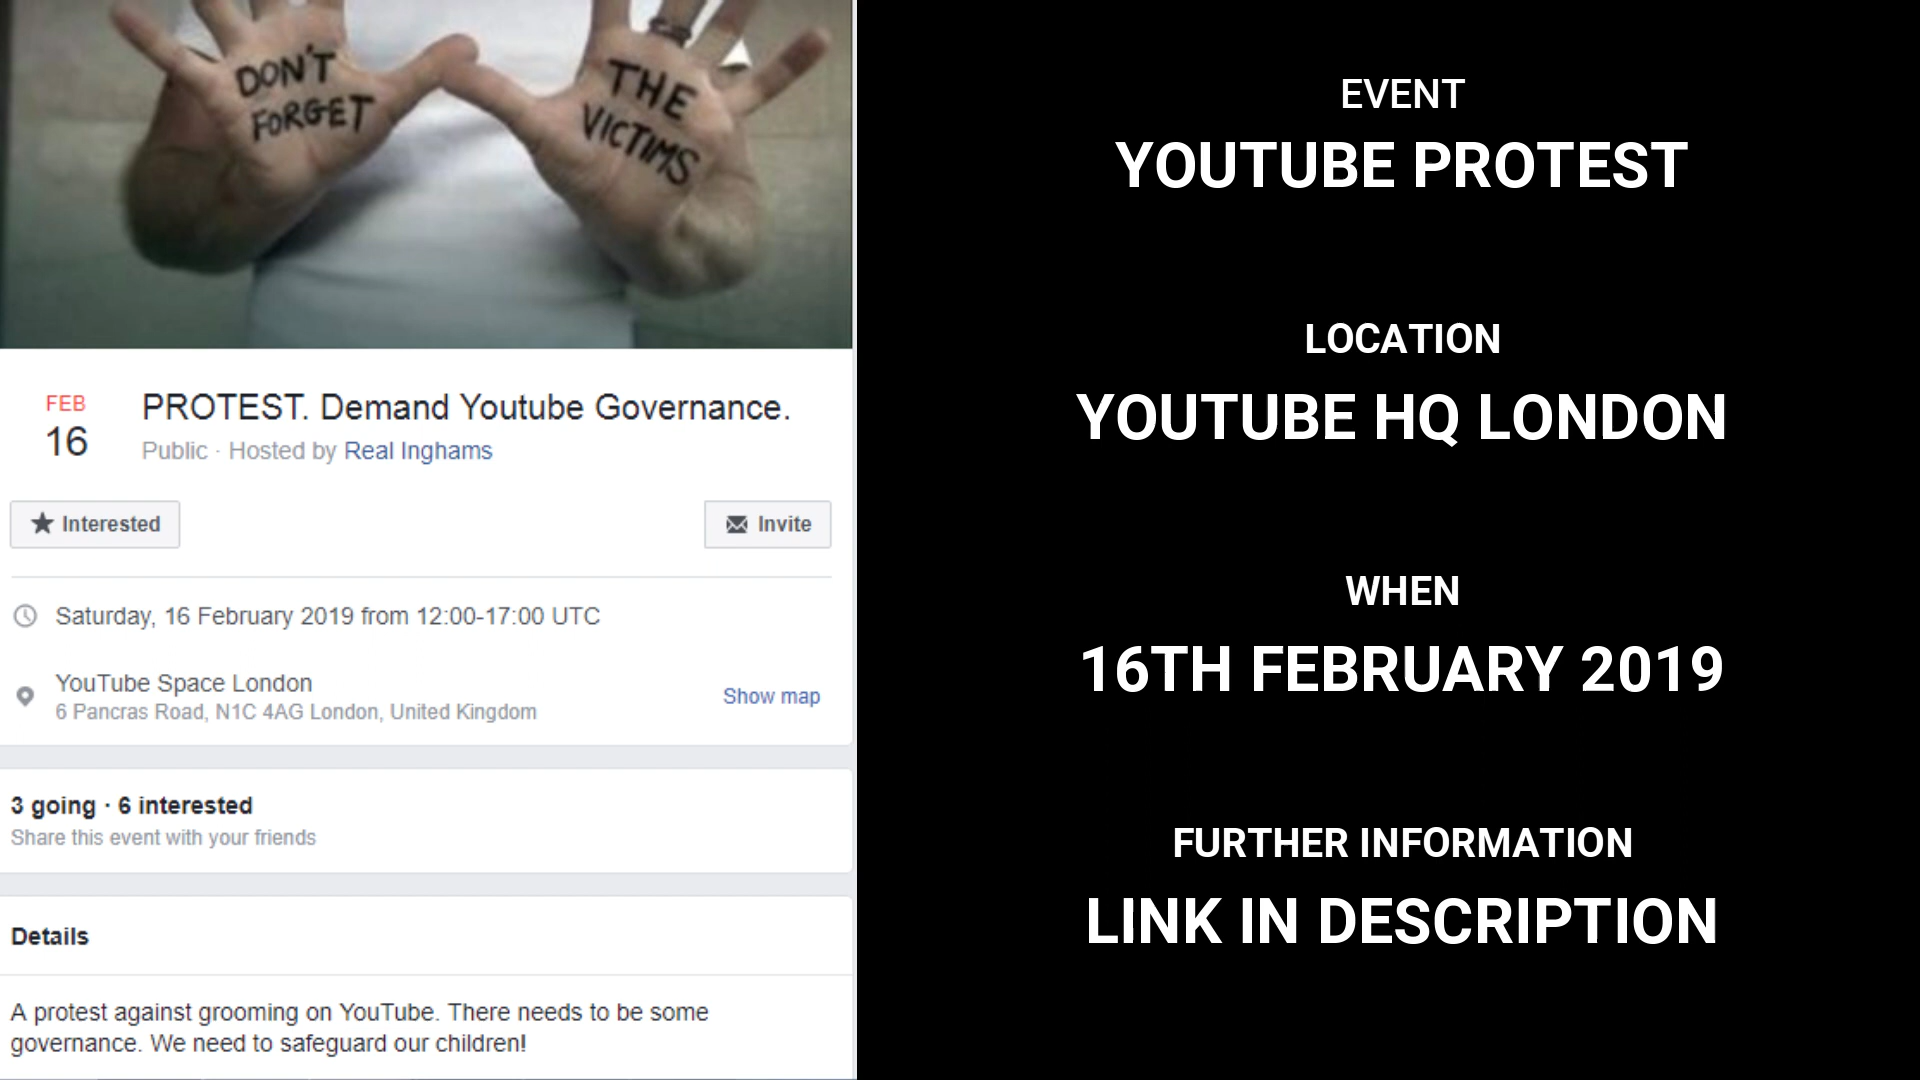 DON'T
FORGET
THE
VICTIMS
FEB
16
PROTEST. Demand Youtube Governance.
Public · Hosted by Real Inghams
Interested
Invite
Saturday, 16 February 2019 from 12:00-17:00 UTC
YouTube Space London
6 Pancras Road, N1C 4AG London, United Kingdom
Show map
3 going · 6 interested
Share this event with your friends
Details
A protest against grooming on YouTube. There needs to be some
governance. We need to safeguard our children!
EVENT
YOUTUBE PROTEST
LOCATION
YOUTUBE HQ LONDON
WHEN
16TH FEBRUARY 2019
FURTHER INFORMATION
LINK IN DESCRIPTION